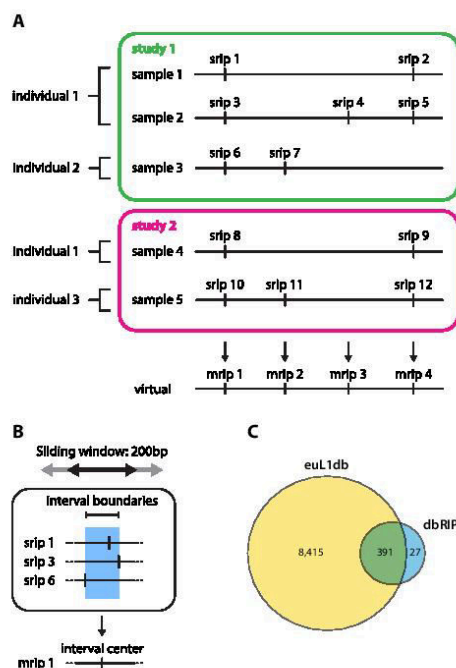 A
study 1
srip 1 srip 2
sample 1
individual 1
srip 3 srip 4 srip 5
sample 2
srip 6 srip 7
individual 2
sample 3
study 2
srip 8 srip 9
individual 1
sample 4
srip 10 srip 11 srip 12
individual 3
sample 5
mrip 1 mrip 2 mrip 3 mrip 4
virtual
B
Sliding window: 200bp
interval boundaries
srip 1
srip 3
srip 6
interval center
mrip 1
C
euL1db
dbRIP
8,415 391 27